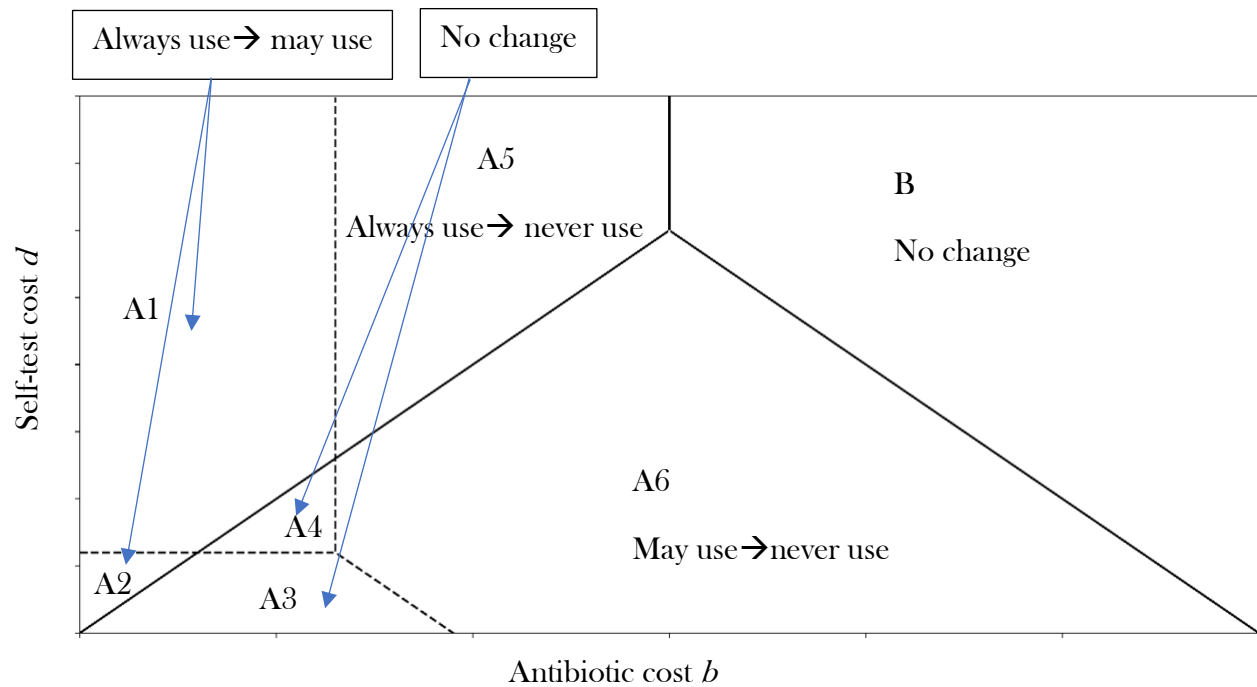 Always use→ may use
No change
A5
Always use→ never use
B
No change
A1
A6
May use→never use
A4
A2
A3
Self-test cost d
Antibiotic cost b